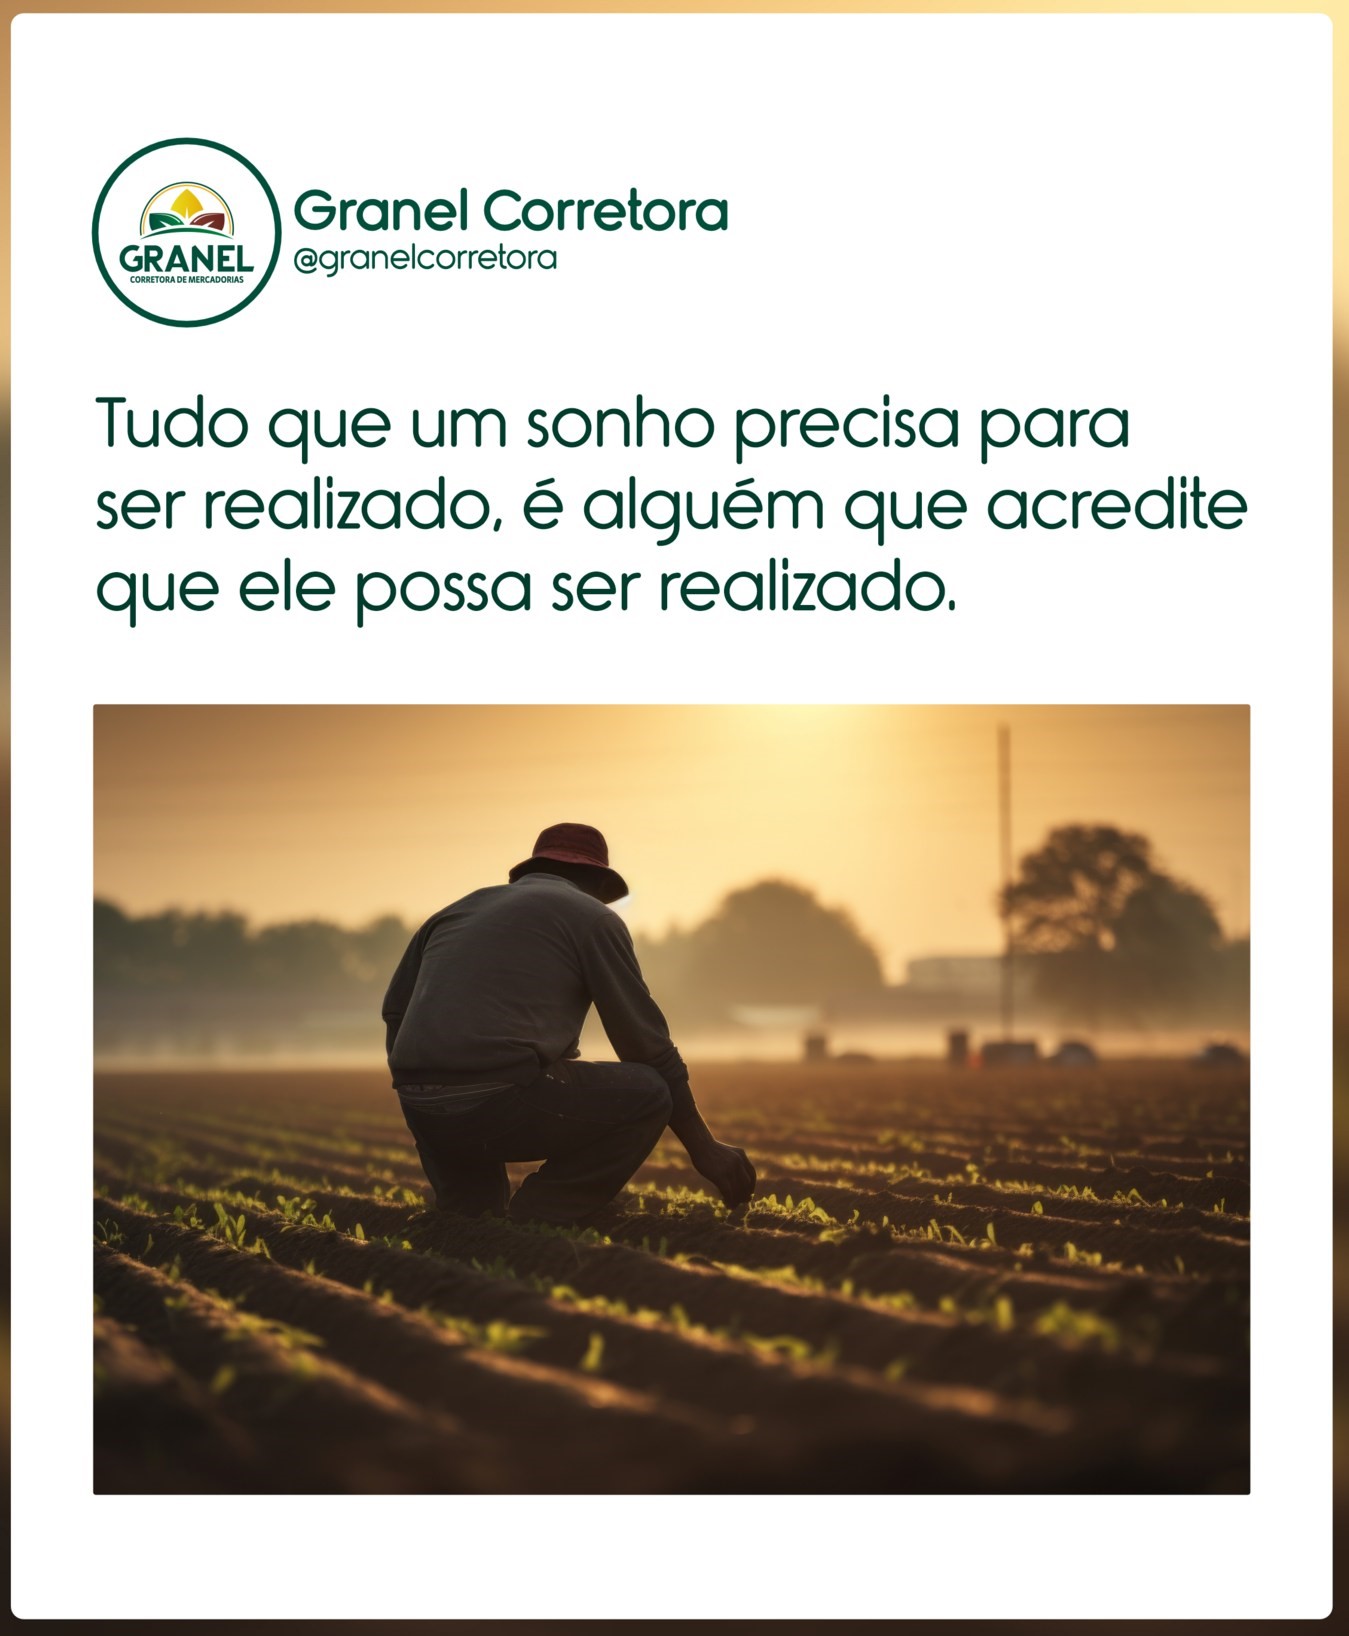 GRANEL
CORRETORA DE MERCADORIAS
Granel Corretora
@granelcorretora
Tudo que um sonho precisa para
ser realizado, é alguém que acredite
que ele possa ser realizado.